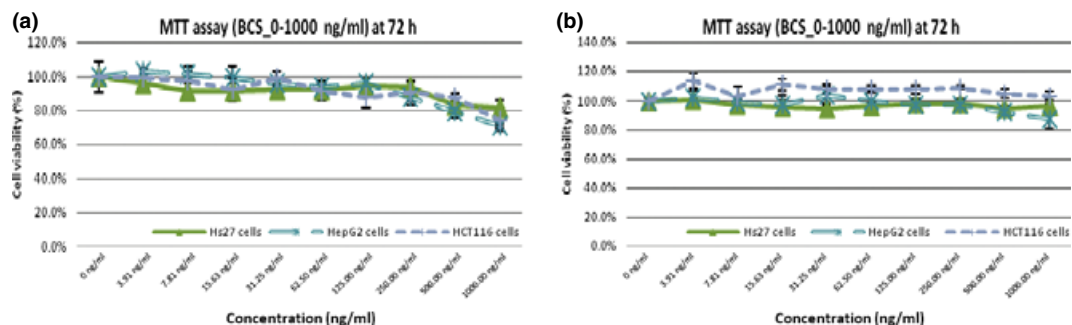 (a)
MTT assay (BCS_0-1000 ng/ml) at 72 h
120.0%
100.0%
80.0%
60.0%
40.0%
20.0%
0.0%
Cell viability (%)
Hs27 cells
HepG2 cells
HCT116 cells
0 ng/ml
3.91 ng/ml
7.81 ng/ml
15.63 ng/ml
31.25 ng/ml
62.50 ng/ml
125.00 ng/ml
250.00 ng/ml
500.00 ng/ml
1000.00 ng/ml
Concentration (ng/ml)
(b)
MTT assay (BCS_0-1000 ng/ml) at 72 h
140.0%
120.0%
100.0%
80.0%
60.0%
40.0%
20.0%
0.0%
Cell viability (%)
Hs27 cells
HepG2 cells
HCT116 cells
0 ng/ml
3.91 ng/ml
7.81 ng/ml
15.63 ng/ml
31.25 ng/ml
62.50 ng/ml
125.00 ng/ml
250.00 ng/ml
500.00 ng/ml
1000.00 ng/ml
Concentration (ng/ml)